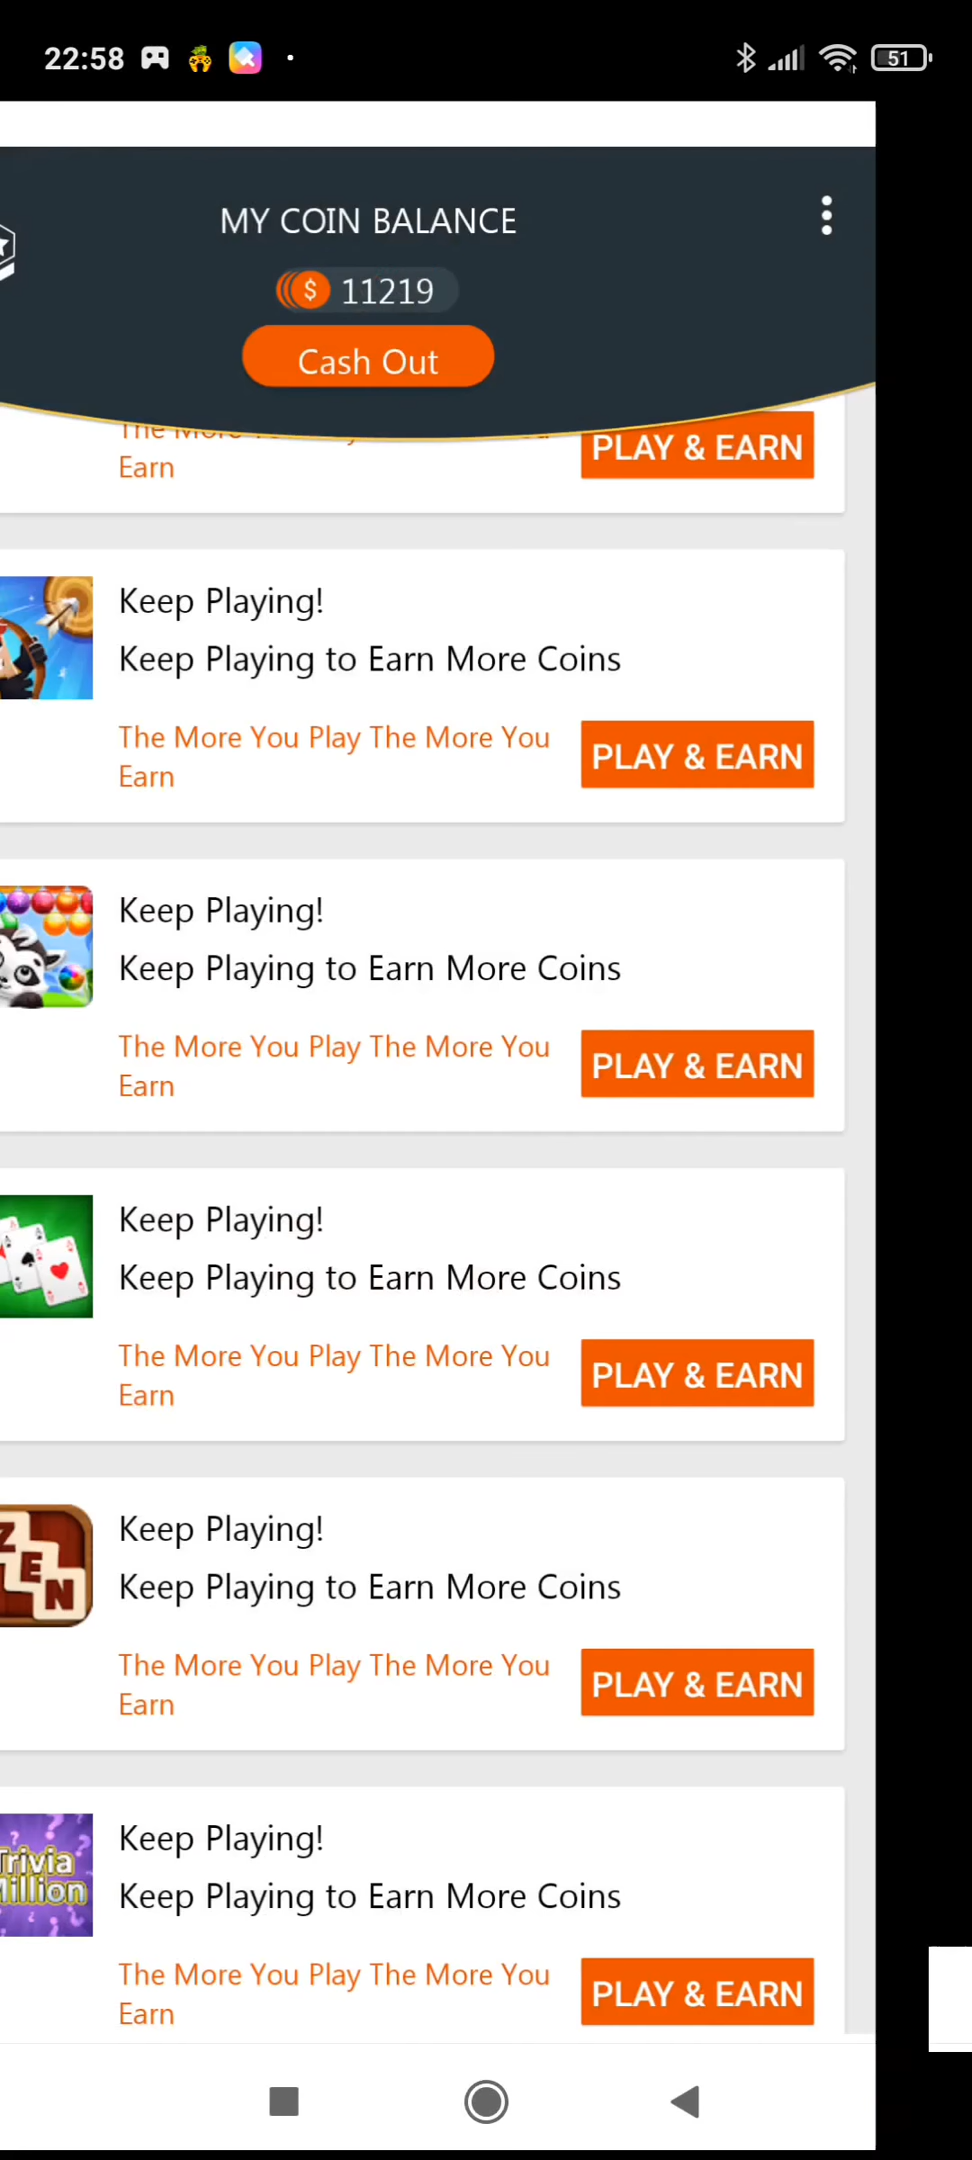 22:58
51
MY COIN BALANCE
$ 11219
Cash Out
PLAY & EARN
Earn
Keep Playing!
Keep Playing to Earn More Coins
The More You Play The More You
Earn
PLAY & EARN
Keep Playing!
Keep Playing to Earn More Coins
The More You Play The More You
Earn
PLAY & EARN
Keep Playing!
Keep Playing to Earn More Coins
The More You Play The More You
Earn
PLAY & EARN
ZEN
Keep Playing!
Keep Playing to Earn More Coins
The More You Play The More You
Earn
PLAY & EARN
Trivia
Million
Keep Playing!
Keep Playing to Earn More Coins
The More You Play The More You
Earn
PLAY & EARN